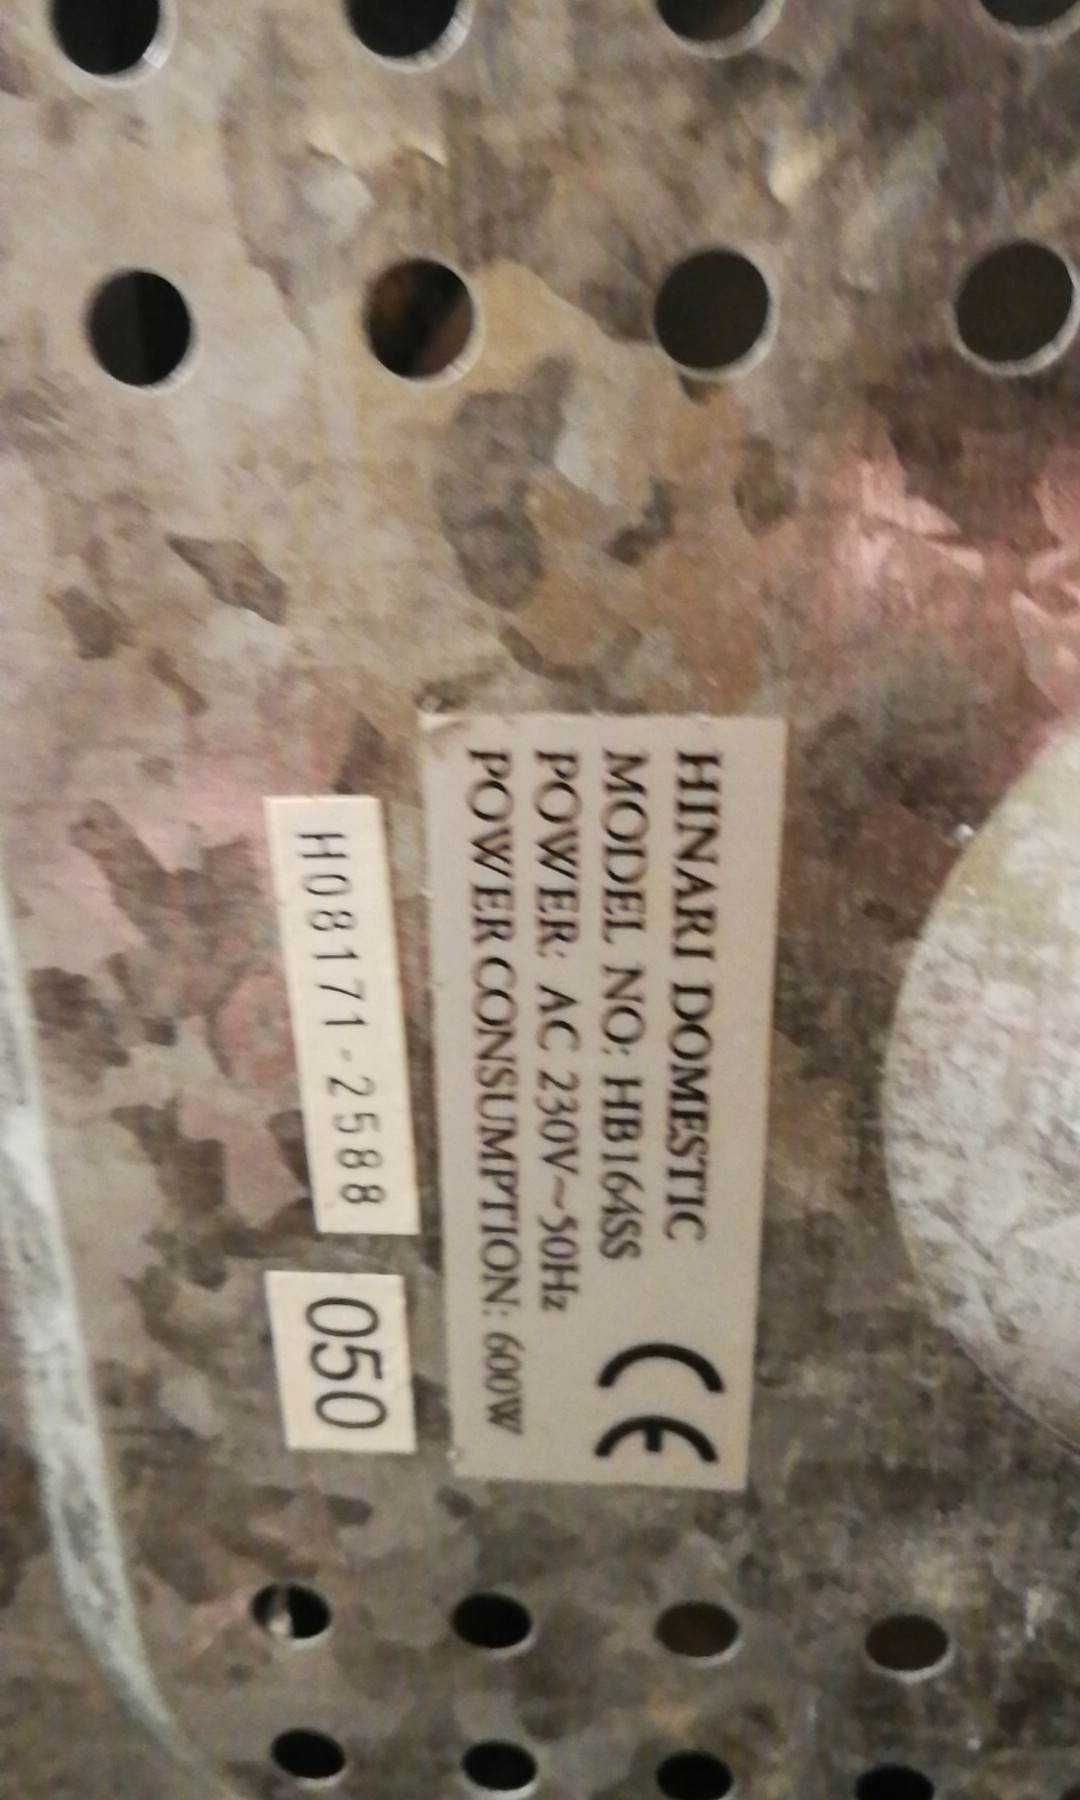 HINARI DOMESTIC
MODEL NO: HB164SS
POWER: AC 230V~50Hz
POWER CONSUMPTION: 600W
CE
H08171-2588
050